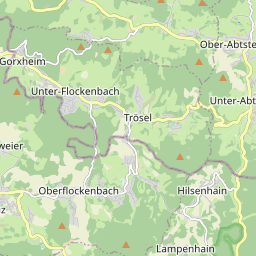 Ober-Abtste
Gorxheim
Unter-Flockenbach
Unter-Abt
Trösel
weier
Oberflockenbach
Hilsenhain
z
Lampenhain